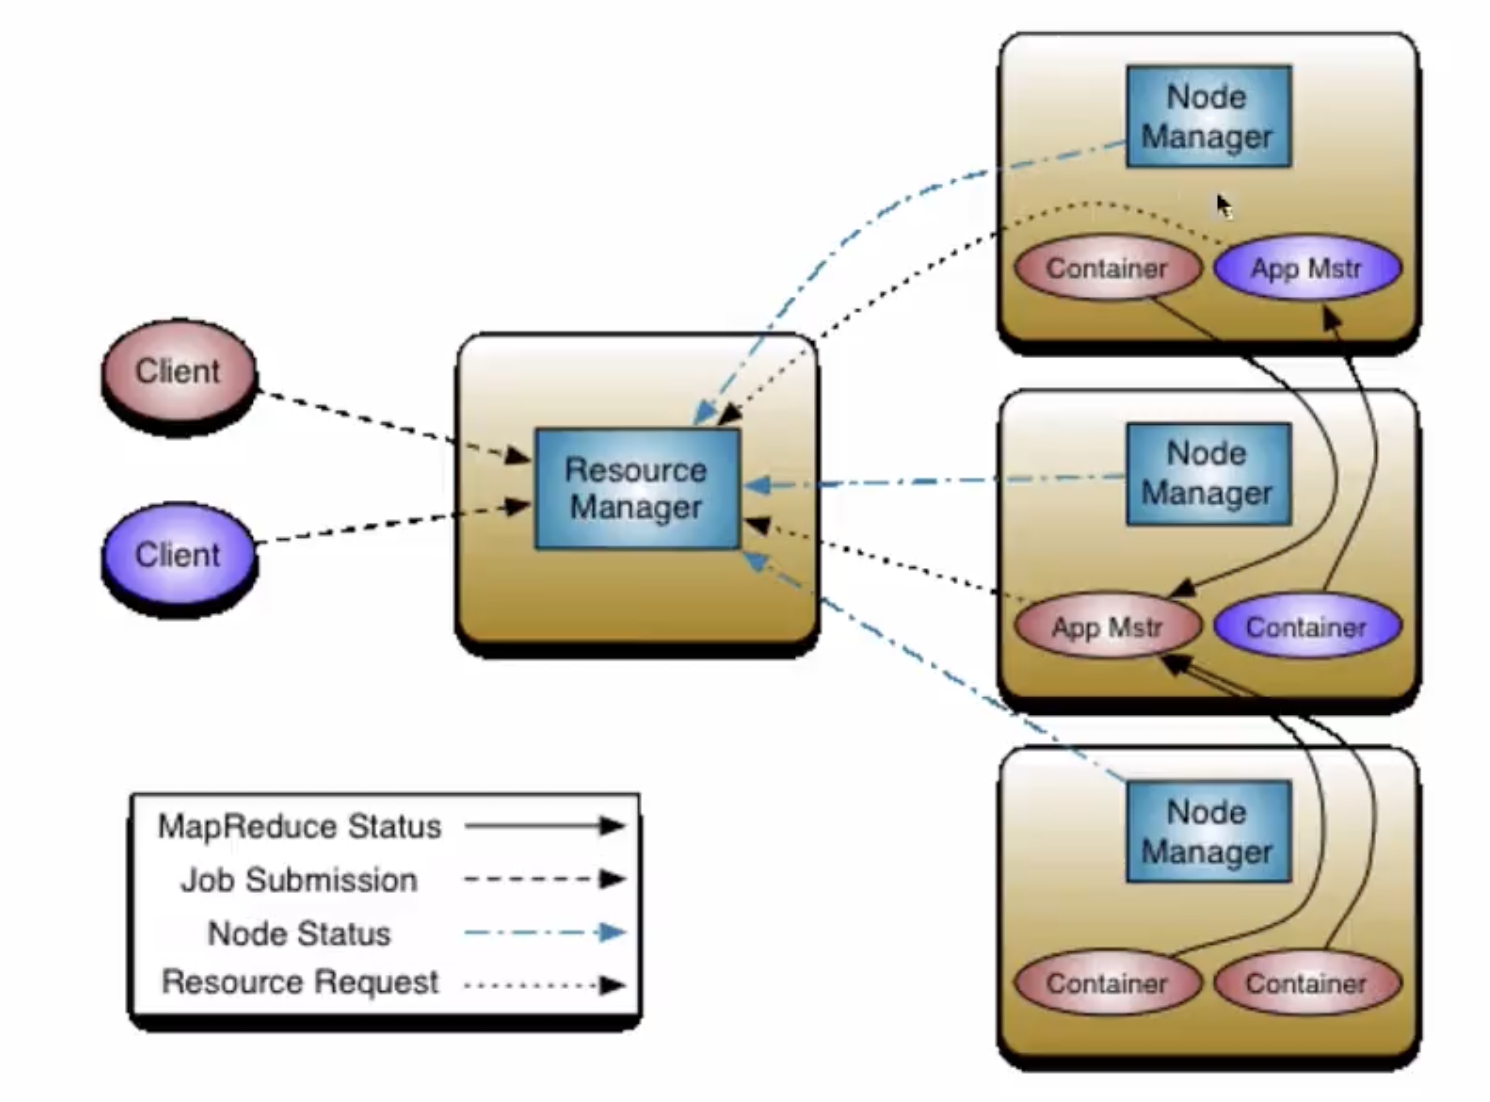 Client
Client
Resource
Manager
Node
Manager
Container
App Mstr
Node
Manager
App Mstr
Container
Node
Manager
Container
Container
MapReduce Status
Job Submission
Node Status
Resource Request